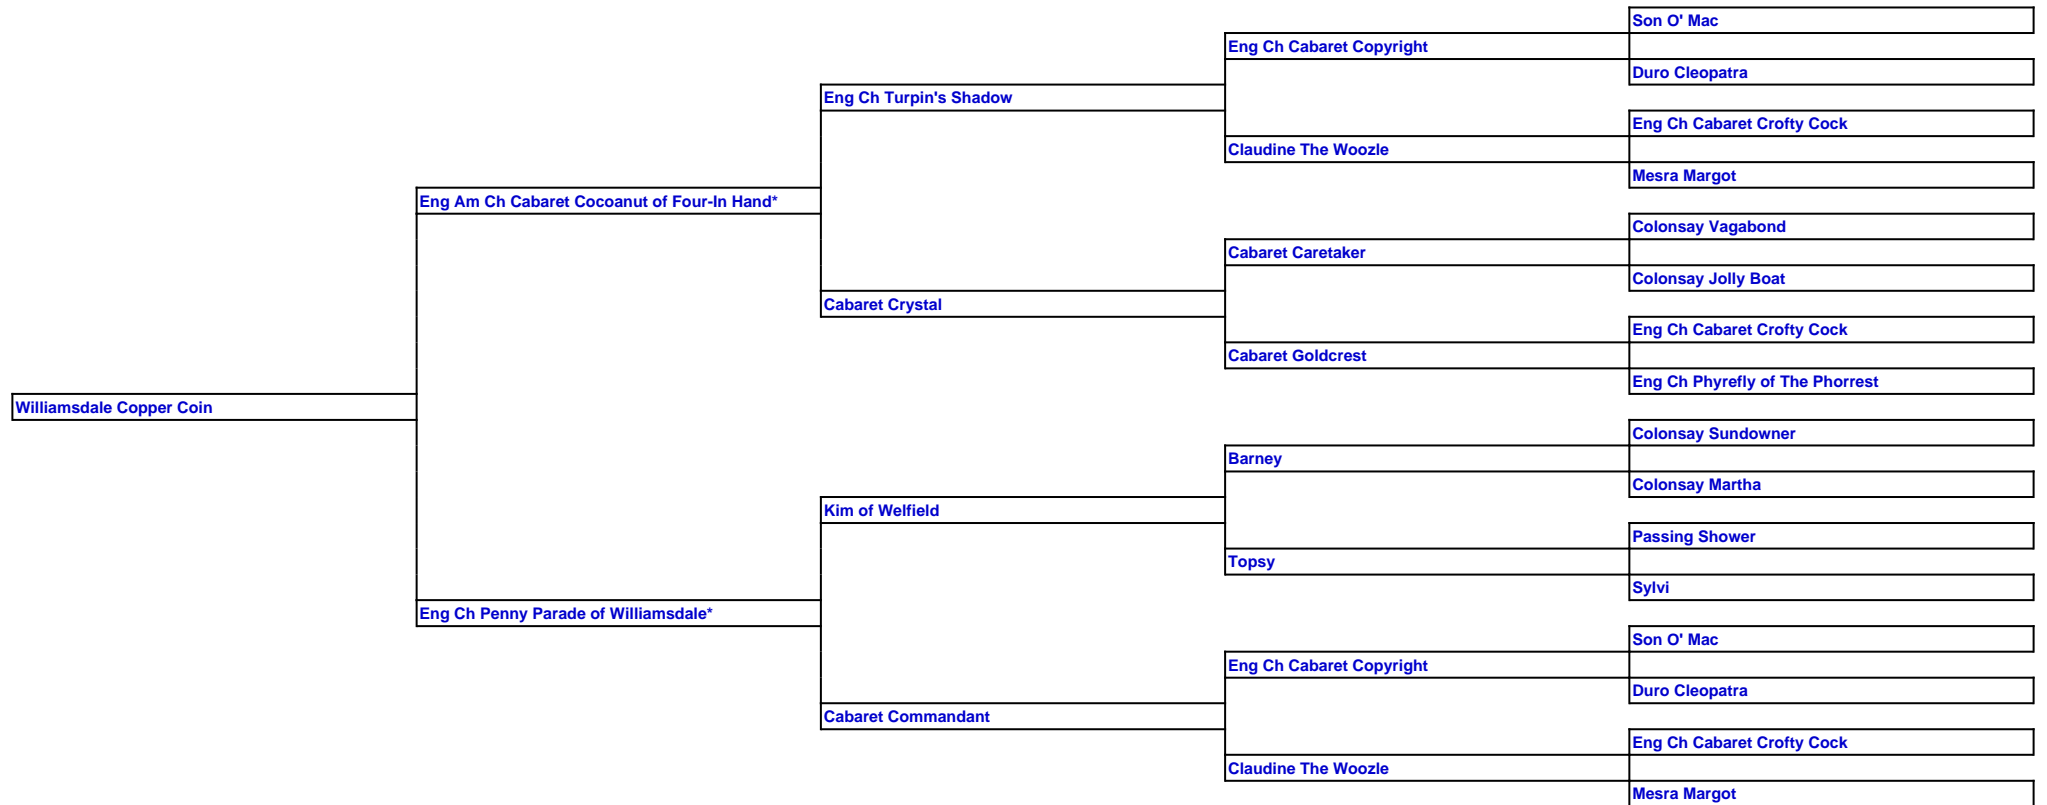 Son O' Mac
Eng Ch Cabaret Copyright
Duro Cleopatra
Eng Ch Turpin's Shadow
Eng Ch Cabaret Crofty Cock
Claudine The Woozle
Mesra Margot
Eng Am Ch Cabaret Cocoanut of Four-In Hand*
Colonsay Vagabond
Cabaret Caretaker
Colonsay Jolly Boat
Cabaret Crystal
Eng Ch Cabaret Crofty Cock
Cabaret Goldcrest
Eng Ch Phyrefly of The Phorrest
Williamsdale Copper Coin
Colonsay Sundowner
Barney
Colonsay Martha
Kim of Welfield
Passing Shower
Topsy
Sylvi
Eng Ch Penny Parade of Williamsdale*
Son O' Mac
Eng Ch Cabaret Copyright
Duro Cleopatra
Cabaret Commandant
Eng Ch Cabaret Crofty Cock
Claudine The Woozle
Mesra Margot